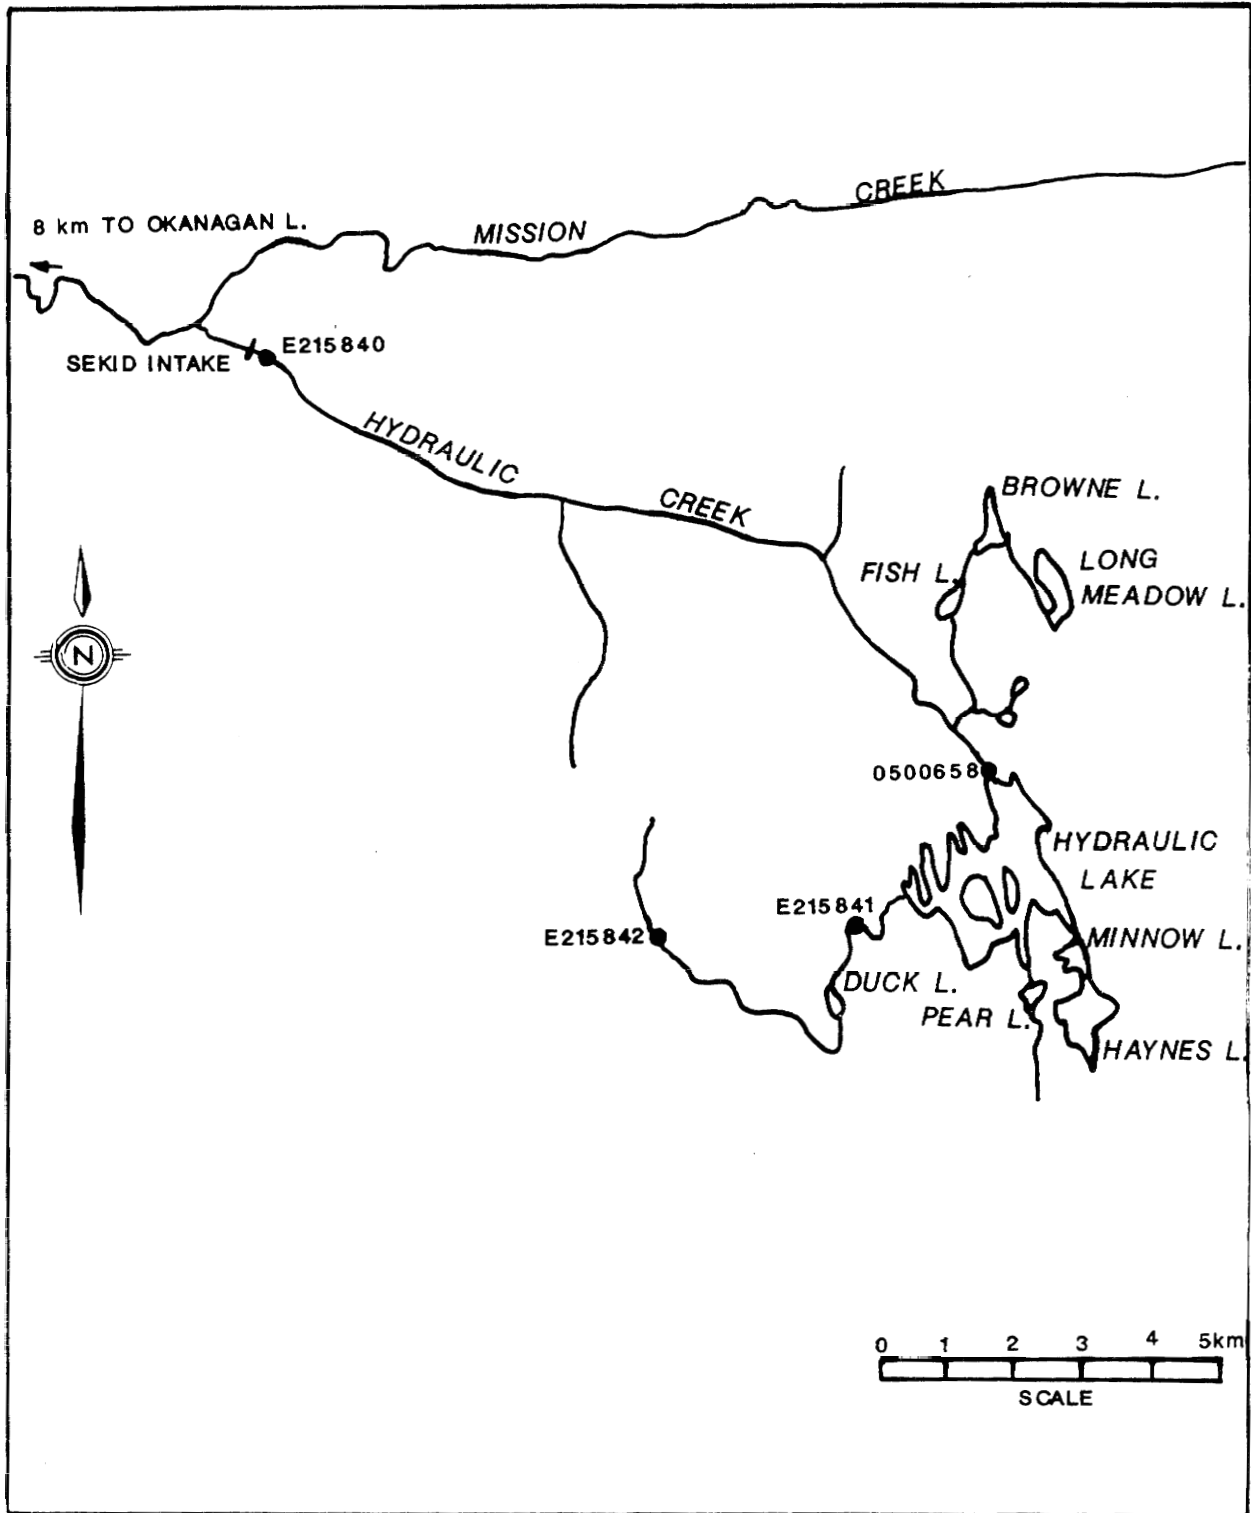 CREEK
8 km TO OKANAGAN L.
MISSION
E215840
SEKID INTAKE
HYDRAULIC
CREEK
BROWNE L.
FISH L.
LONG
MEADOW L.
N
0500658
HYDRAULIC
LAKE
E215841
E215842
MINNOW L.
DUCK L.
PEAR L.
HAYNES L.
0 1 2 3 4 5km
SCALE